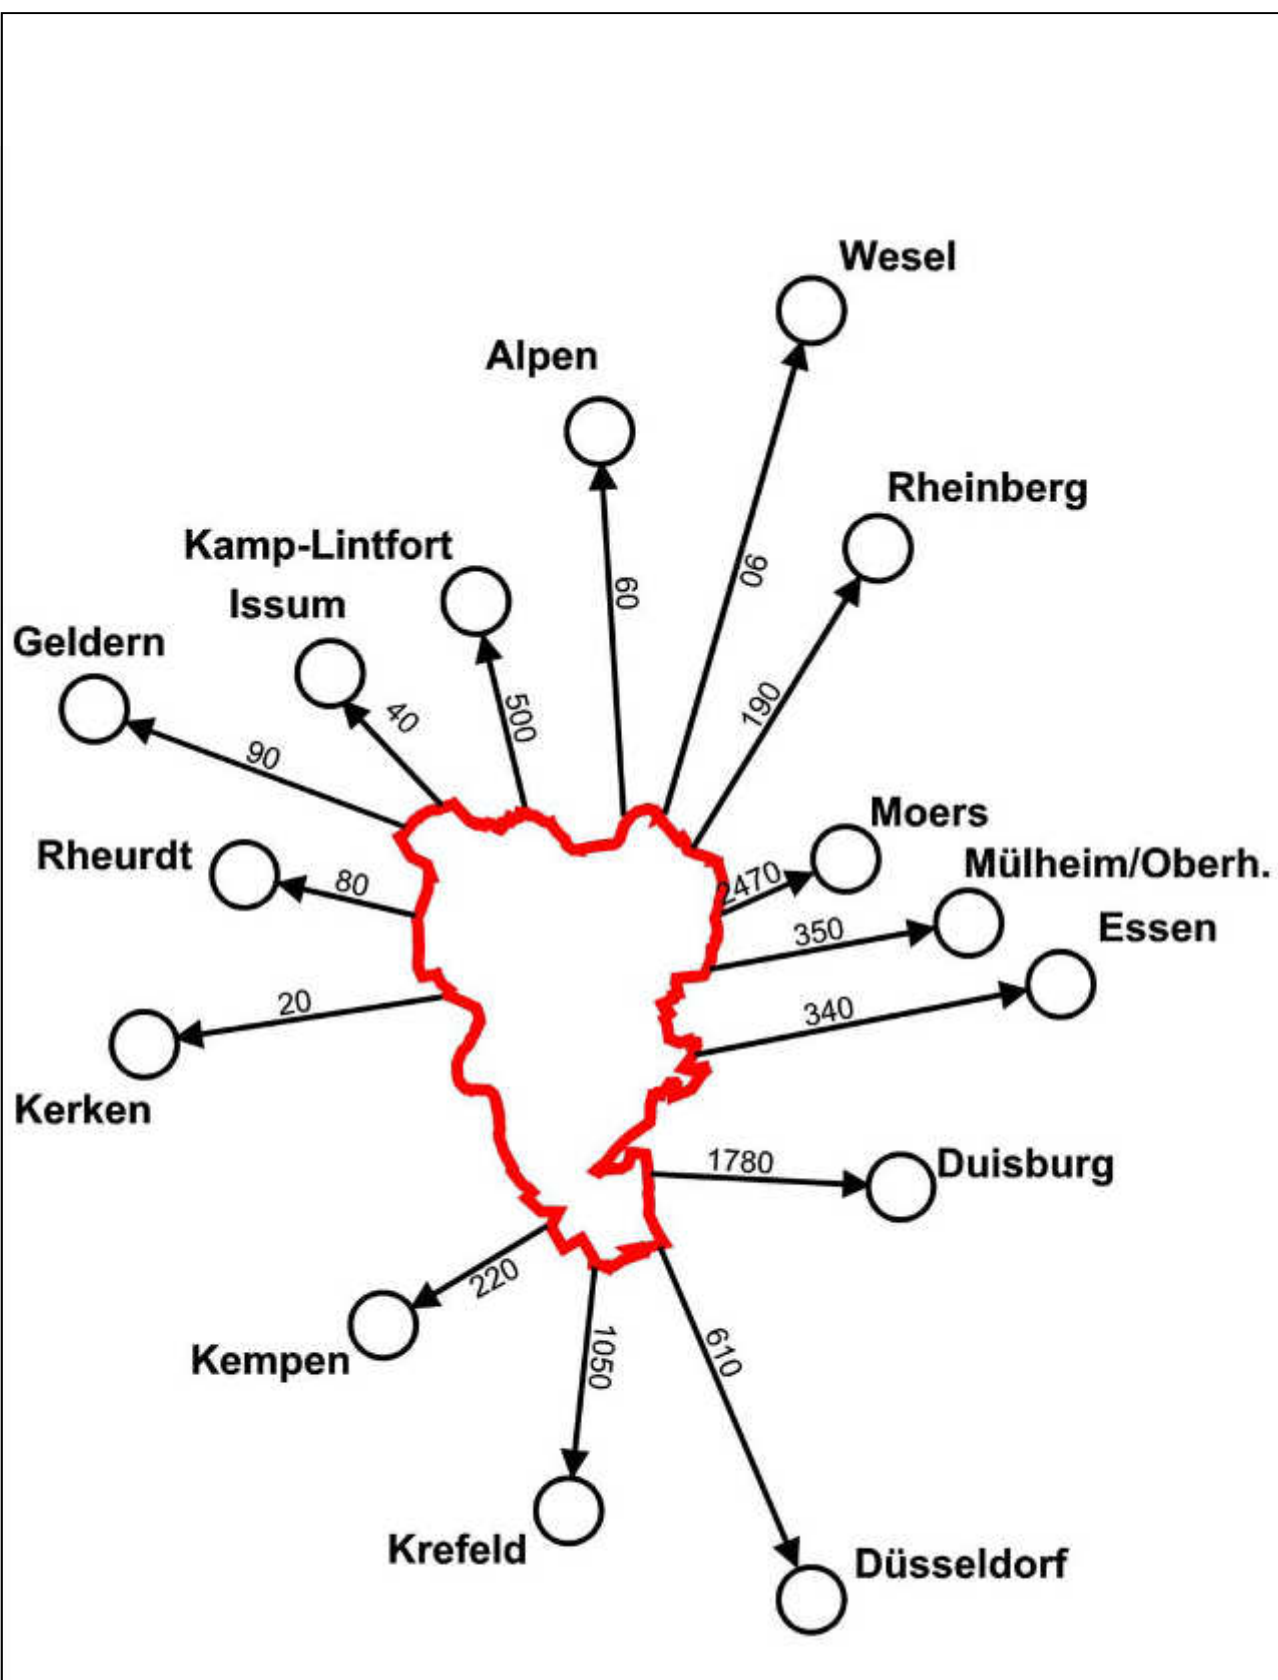 Wesel
Alpen
Rheinberg
Kamp-Lintfort
Issum
60
90
Geldern
40
500
190
90
Moers
Rheurdt
80
2470
Mülheim/Oberh.
350
Essen
20
340
Kerken
1780
Duisburg
220
Kempen
1050
610
Krefeld
Düsseldorf